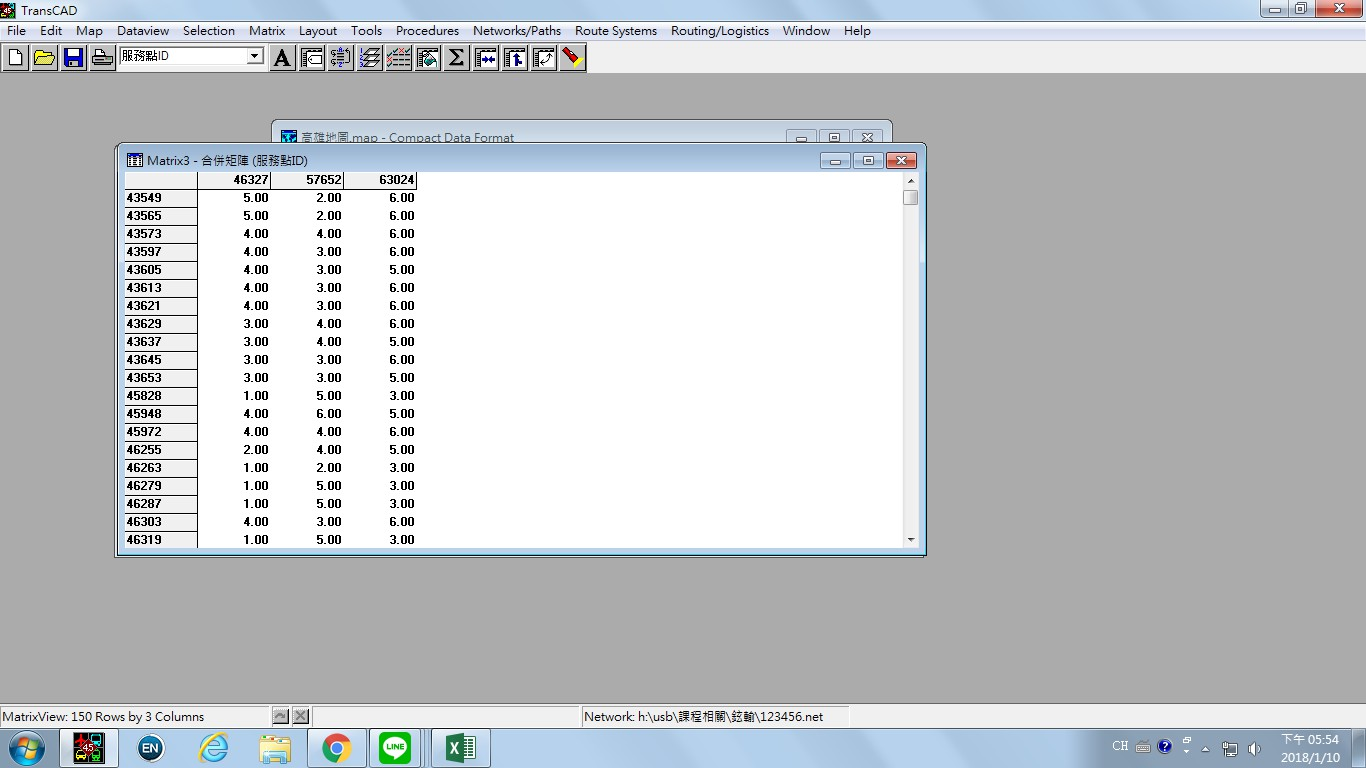 TransCAD
File Edit Map Dataview Selection Matrix Layout Tools Procedures Networks/Paths Route Systems Routing/Logistics Window Help
服務點ID
高雄地圖.map - Compact Data Format
Matrix3 - 合併矩陣 (服務點ID)
46327 57652 63024
43549 5.00 2.00 6.00
43565 5.00 2.00 6.00
43573 4.00 4.00 6.00
43597 4.00 3.00 6.00
43605 4.00 3.00 5.00
43613 4.00 3.00 6.00
43621 4.00 3.00 6.00
43629 3.00 4.00 6.00
43637 3.00 4.00 5.00
43645 3.00 3.00 6.00
43653 3.00 3.00 5.00
45828 1.00 5.00 3.00
45948 4.00 6.00 5.00
45972 4.00 4.00 6.00
46255 2.00 4.00 5.00
46263 1.00 2.00 3.00
46279 1.00 5.00 3.00
46287 1.00 5.00 3.00
46303 4.00 3.00 6.00
46319 1.00 5.00 3.00
MatrixView: 150 Rows by 3 Columns
Network: h:\usb\課程相關\鉉輸\123456.net
45
EN
LINE
CH
下午 05:54
2018/1/10